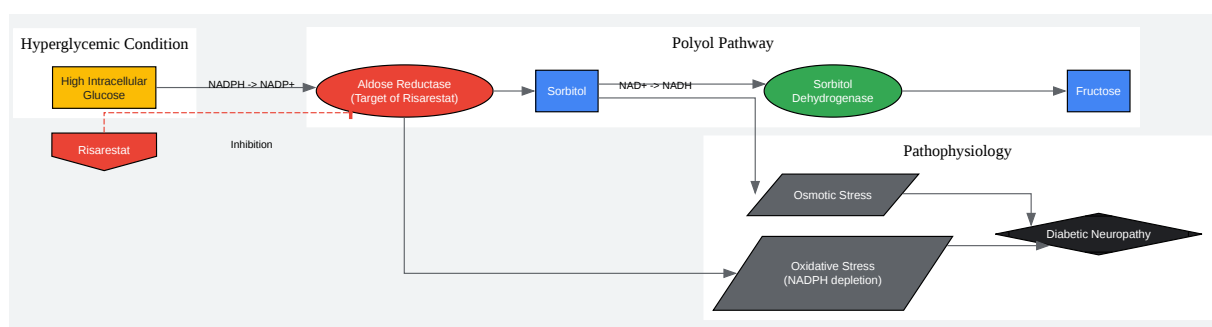 Hyperglycemic Condition
Polyol Pathway
High Intracellular
Glucose
NADPH -> NADP+
Aldose Reductase
(Target of Risarestat)
Sorbitol
NAD+ -> NADH
Sorbitol
Dehydrogenase
Fructose
Risarestat
Inhibition
Pathophysiology
Osmotic Stress
Diabetic Neuropathy
Oxidative Stress
(NADPH depletion)